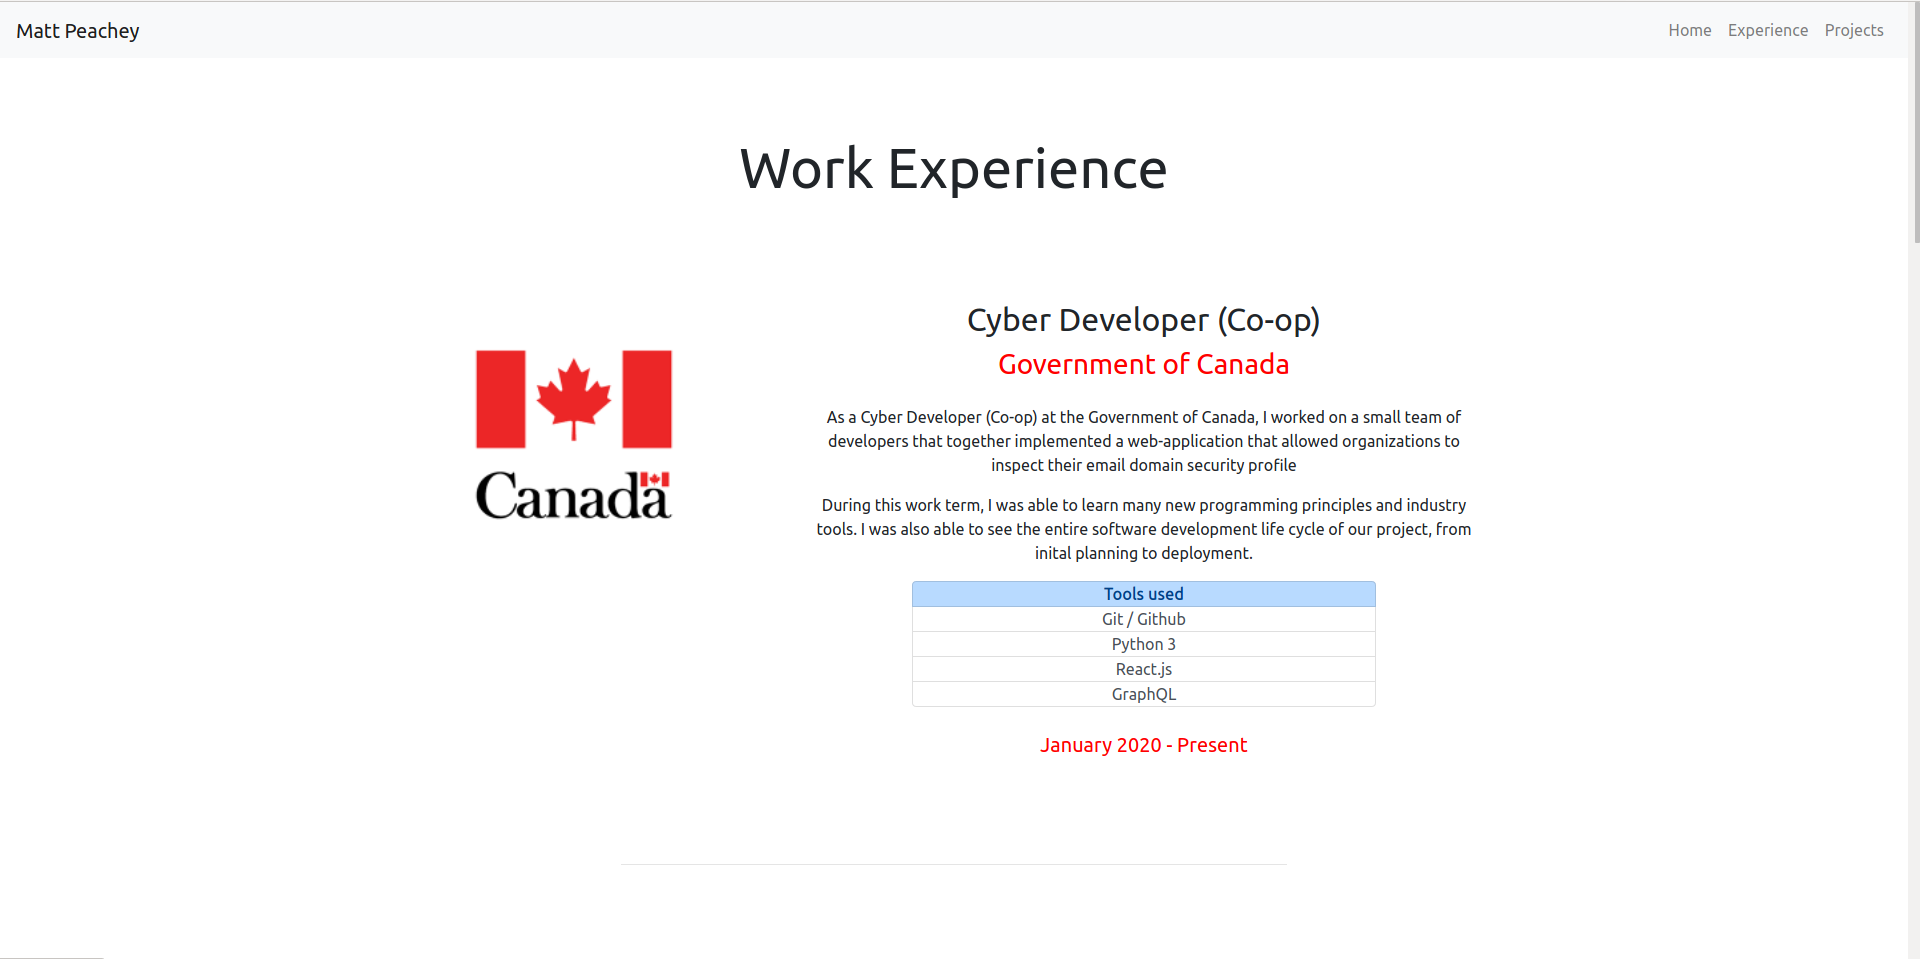 Matt Peachey
Home Experience Projects
Work Experience
Canada
Cyber Developer (Co-op)
Government of Canada
As a Cyber Developer (Co-op) at the Government of Canada, I worked on a small team of
developers that together implemented a web-application that allowed organizations to
inspect their email domain security profile
During this work term, I was able to learn many new programming principles and industry
tools. I was also able to see the entire software development life cycle of our project, from
inital planning to deployment.
Tools used
Git / Github
Python 3
React.js
GraphQL
January 2020 - Present